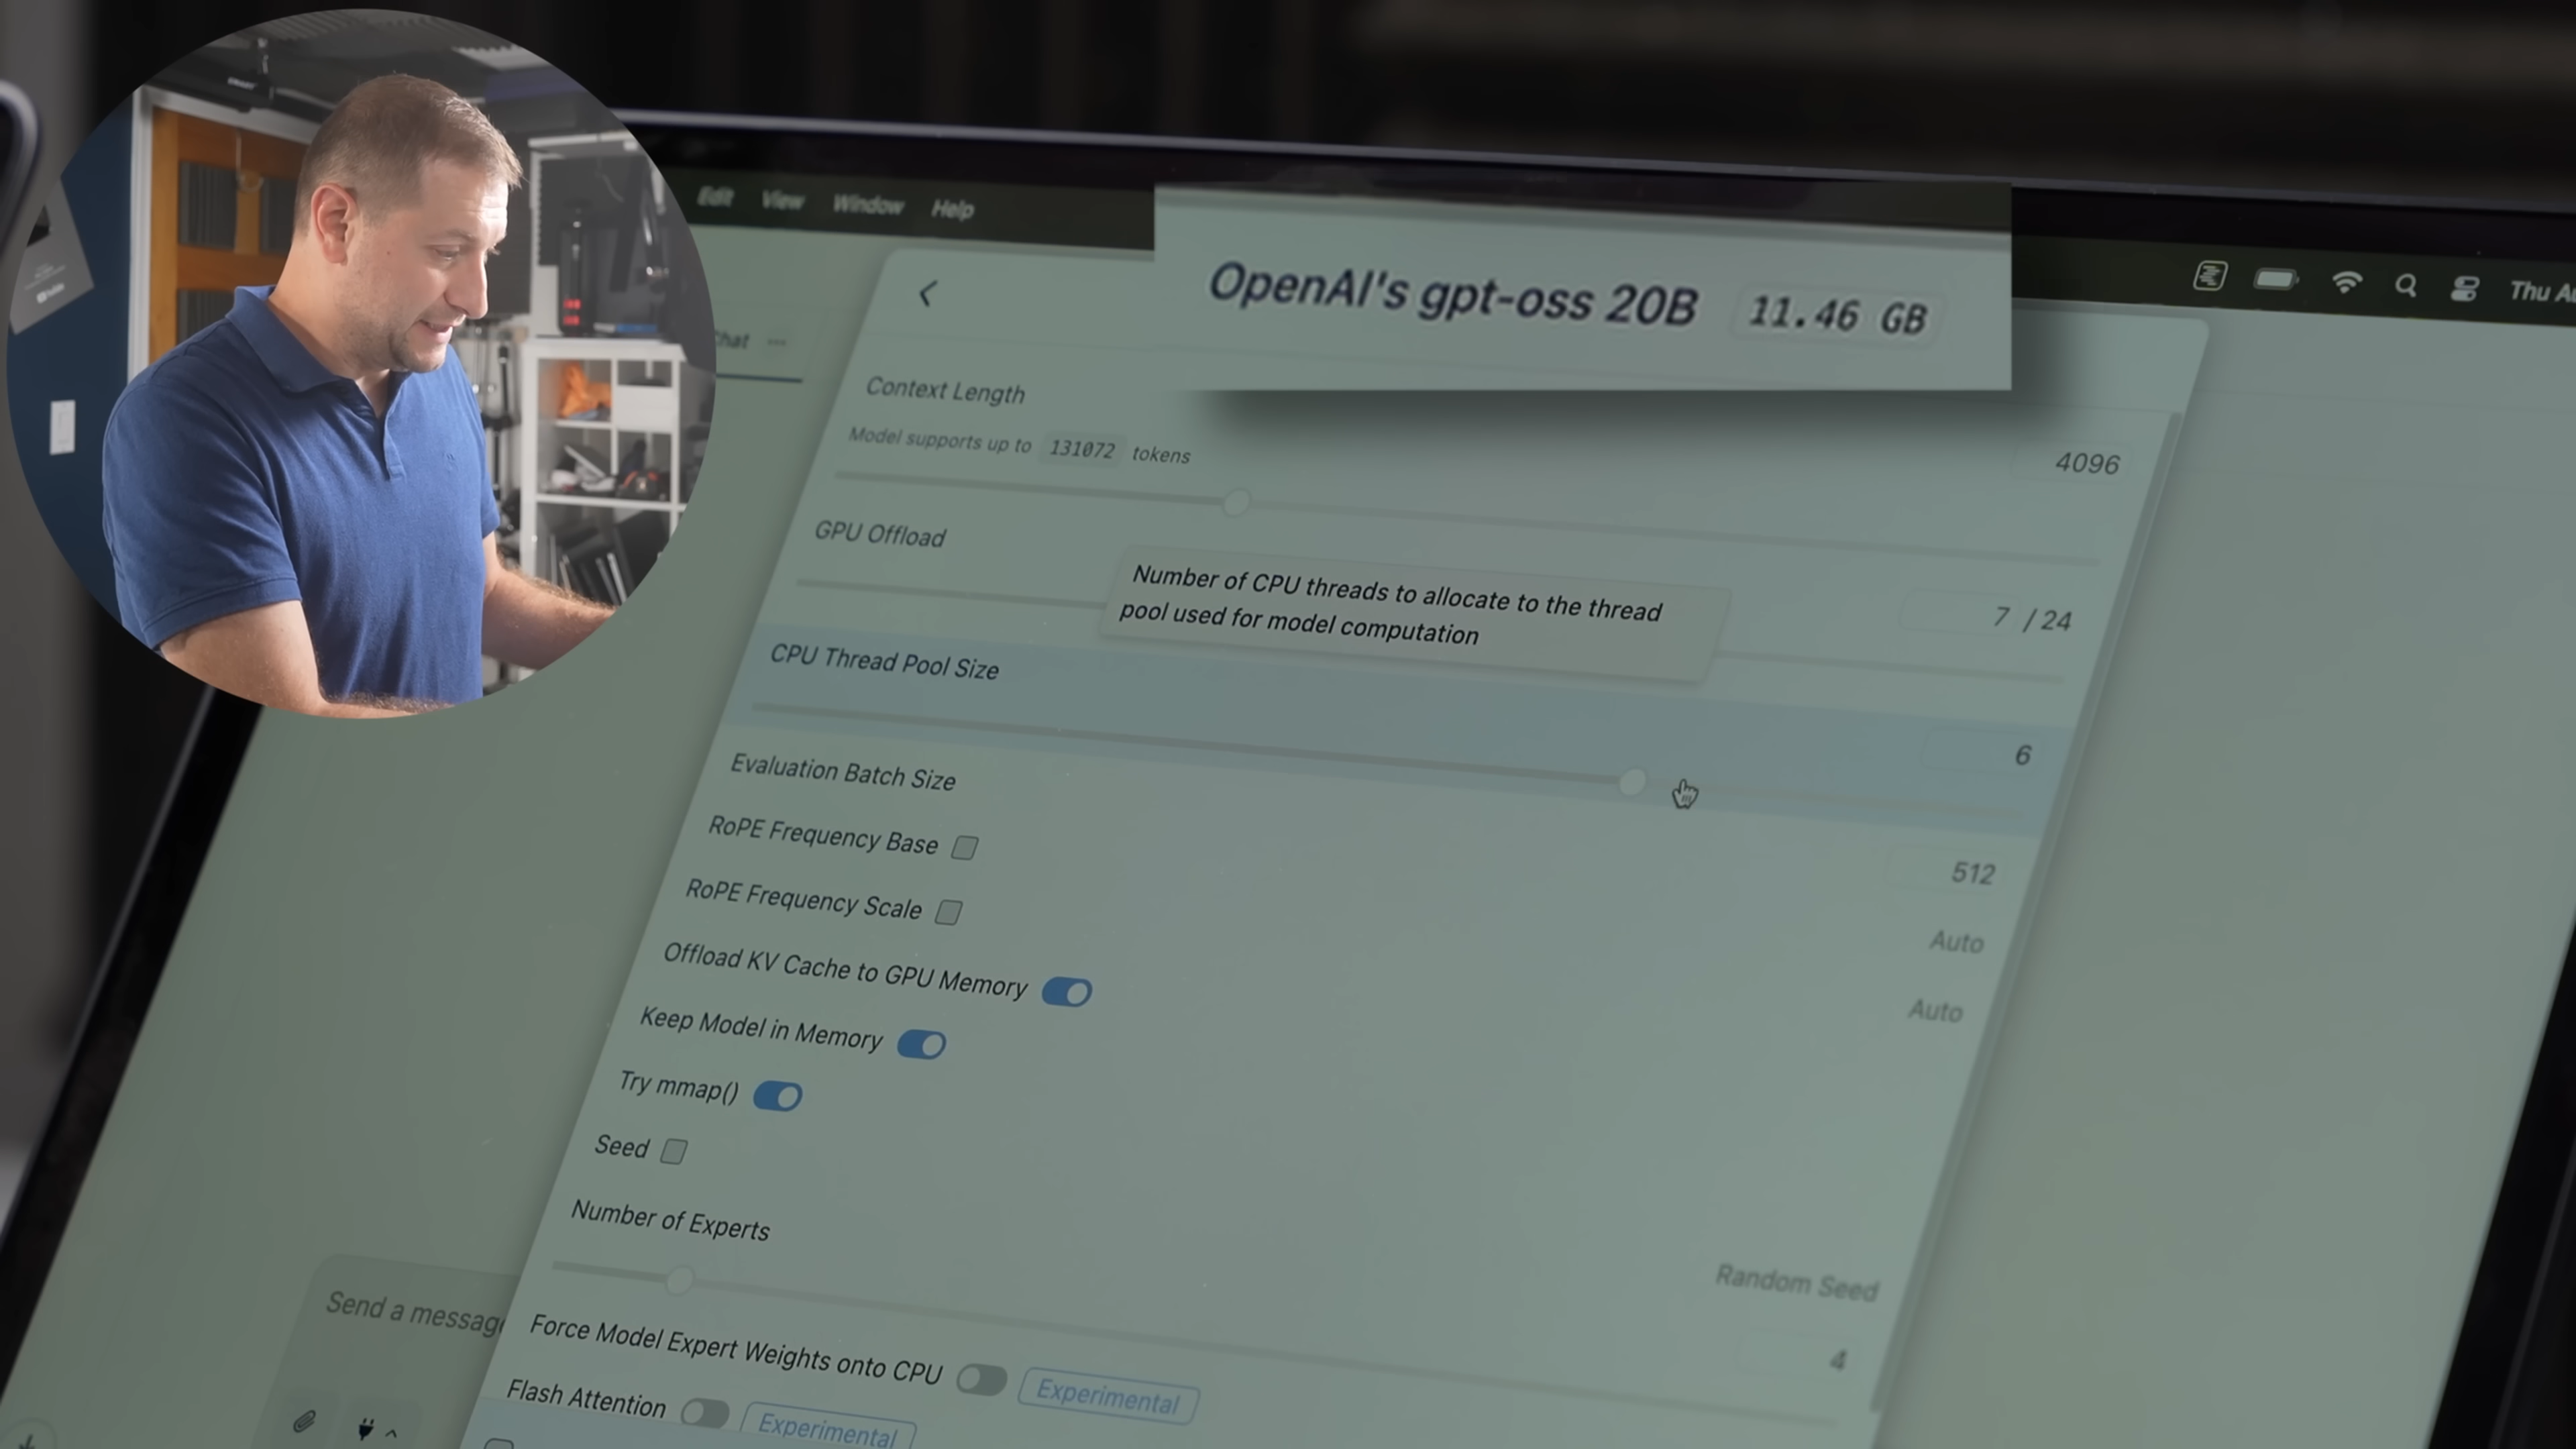 Edit View Window Help
Thu
OpenAI's gpt-oss 20B 11.46 GB
Chat ...
Context Length
Model supports up to 131072 tokens
4096
GPU Offload
7 / 24
Number of CPU threads to allocate to the thread
pool used for model computation
CPU Thread Pool Size
6
Evaluation Batch Size
512
RoPE Frequency Base
Auto
RoPE Frequency Scale
Auto
Offload KV Cache to GPU Memory
Keep Model in Memory
Try mmap()
Seed
Random Seed
Number of Experts
4
Send a message
Force Model Expert Weights onto CPU Experimental
Flash Attention Experimental